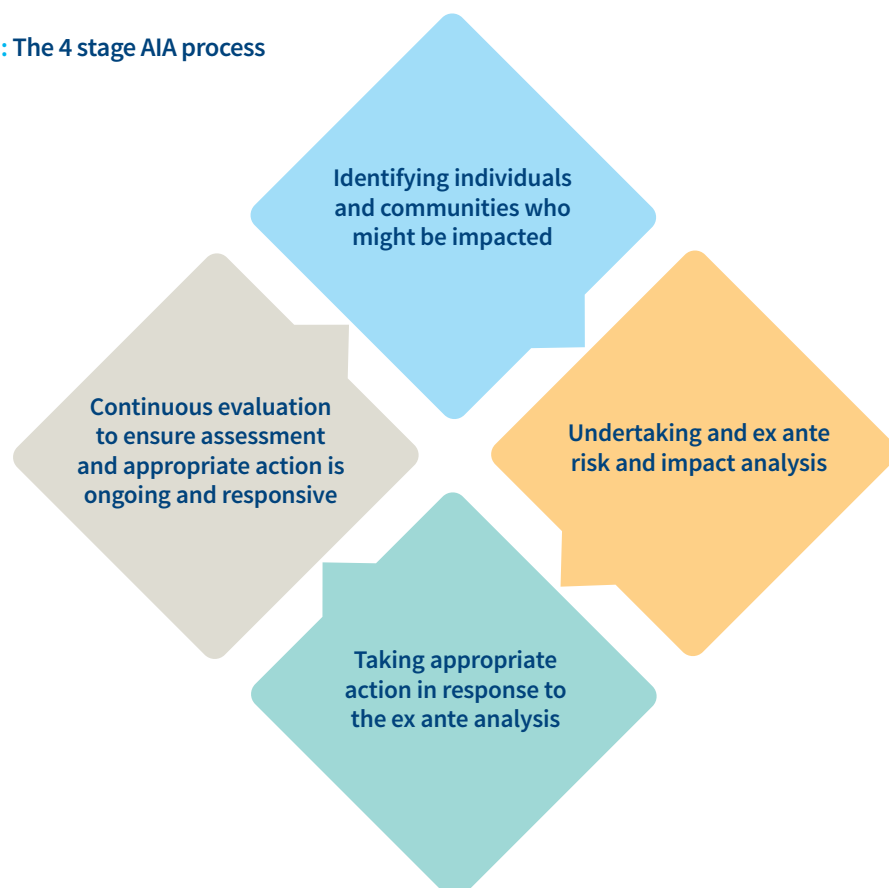 : The 4 stage AIA process
Identifying individuals
and communities who
might be impacted
Undertaking and ex ante
risk and impact analysis
Taking appropriate
action in response to
the ex ante analysis
Continuous evaluation
to ensure assessment
and appropriate action is
ongoing and responsive